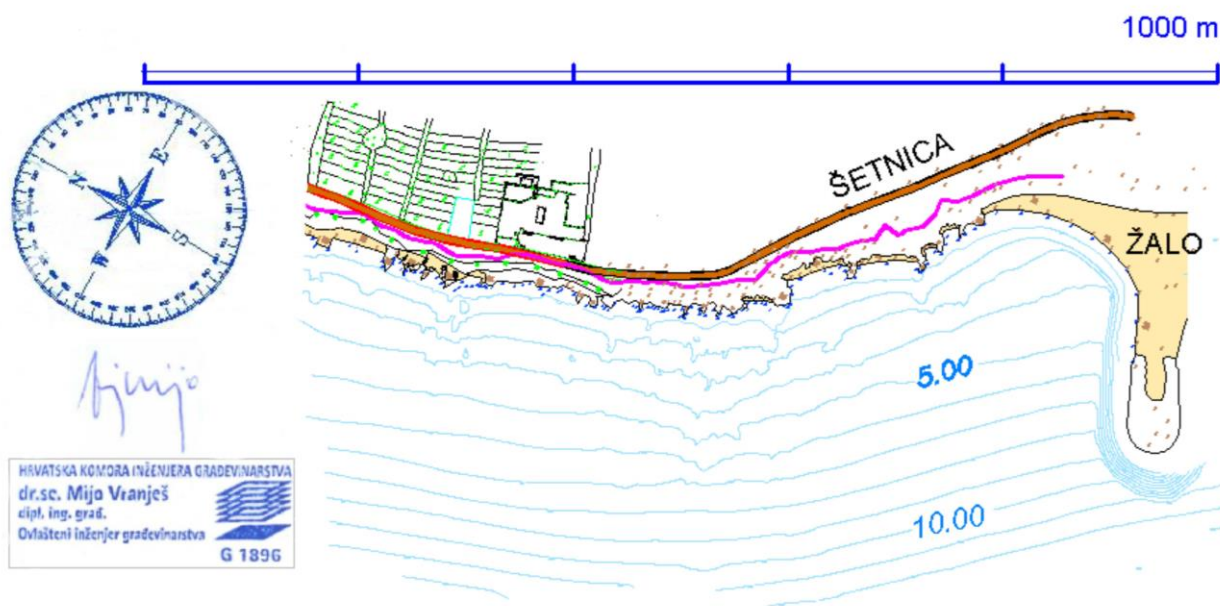 1000 m
ŠETNICA
ŽALO
N
E
S
W
5.00
10.00
HRVATSKA KOMORA INŽENJERA GRAĐEVINARSTVA
dr.sc. Mijo Vranješ
dipl. ing. građ.
Ovlašteni inženjer građevinarstva
G 1896